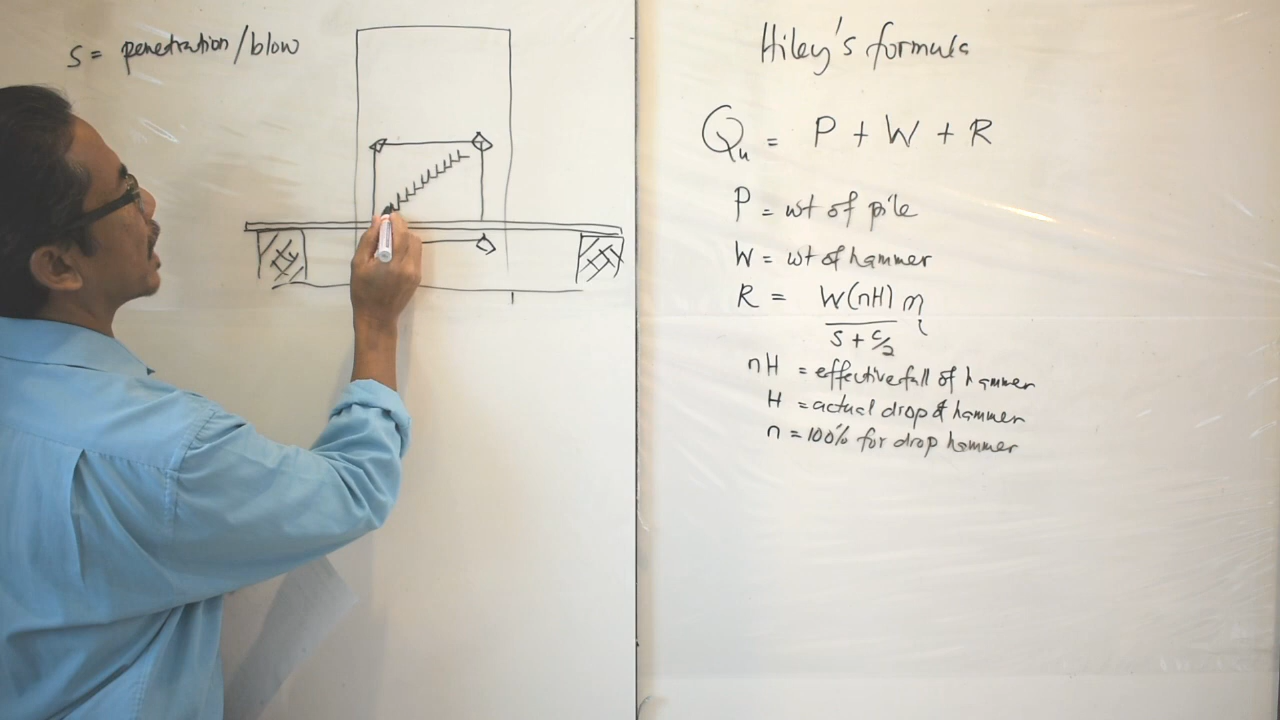 S = penetration/blow
Hiley's formula
Qu = P + W + R
P = wt of pile
W = wt of hammer
R = W(nH) η
S + C/2
nH = effective fall of hammer
H = actual drop of hammer
n = 100% for drop hammer